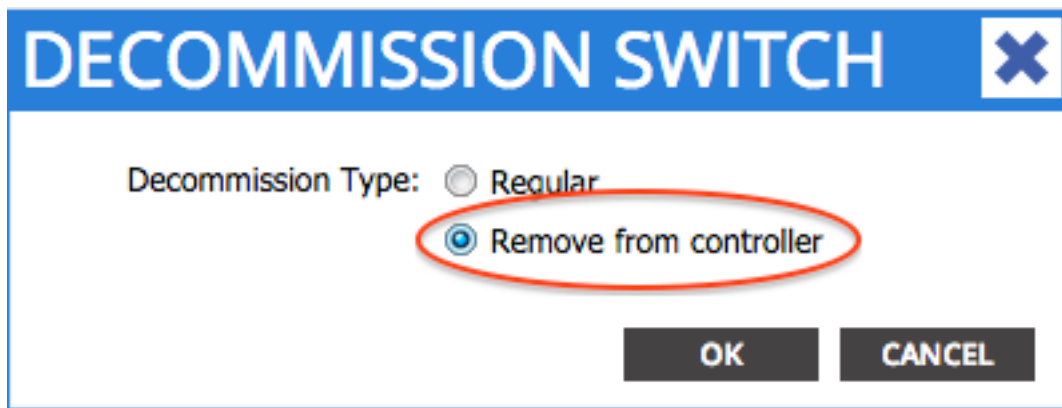 DECOMMISSION SWITCH
Decommission Type: Regular
Remove from controller
OK CANCEL